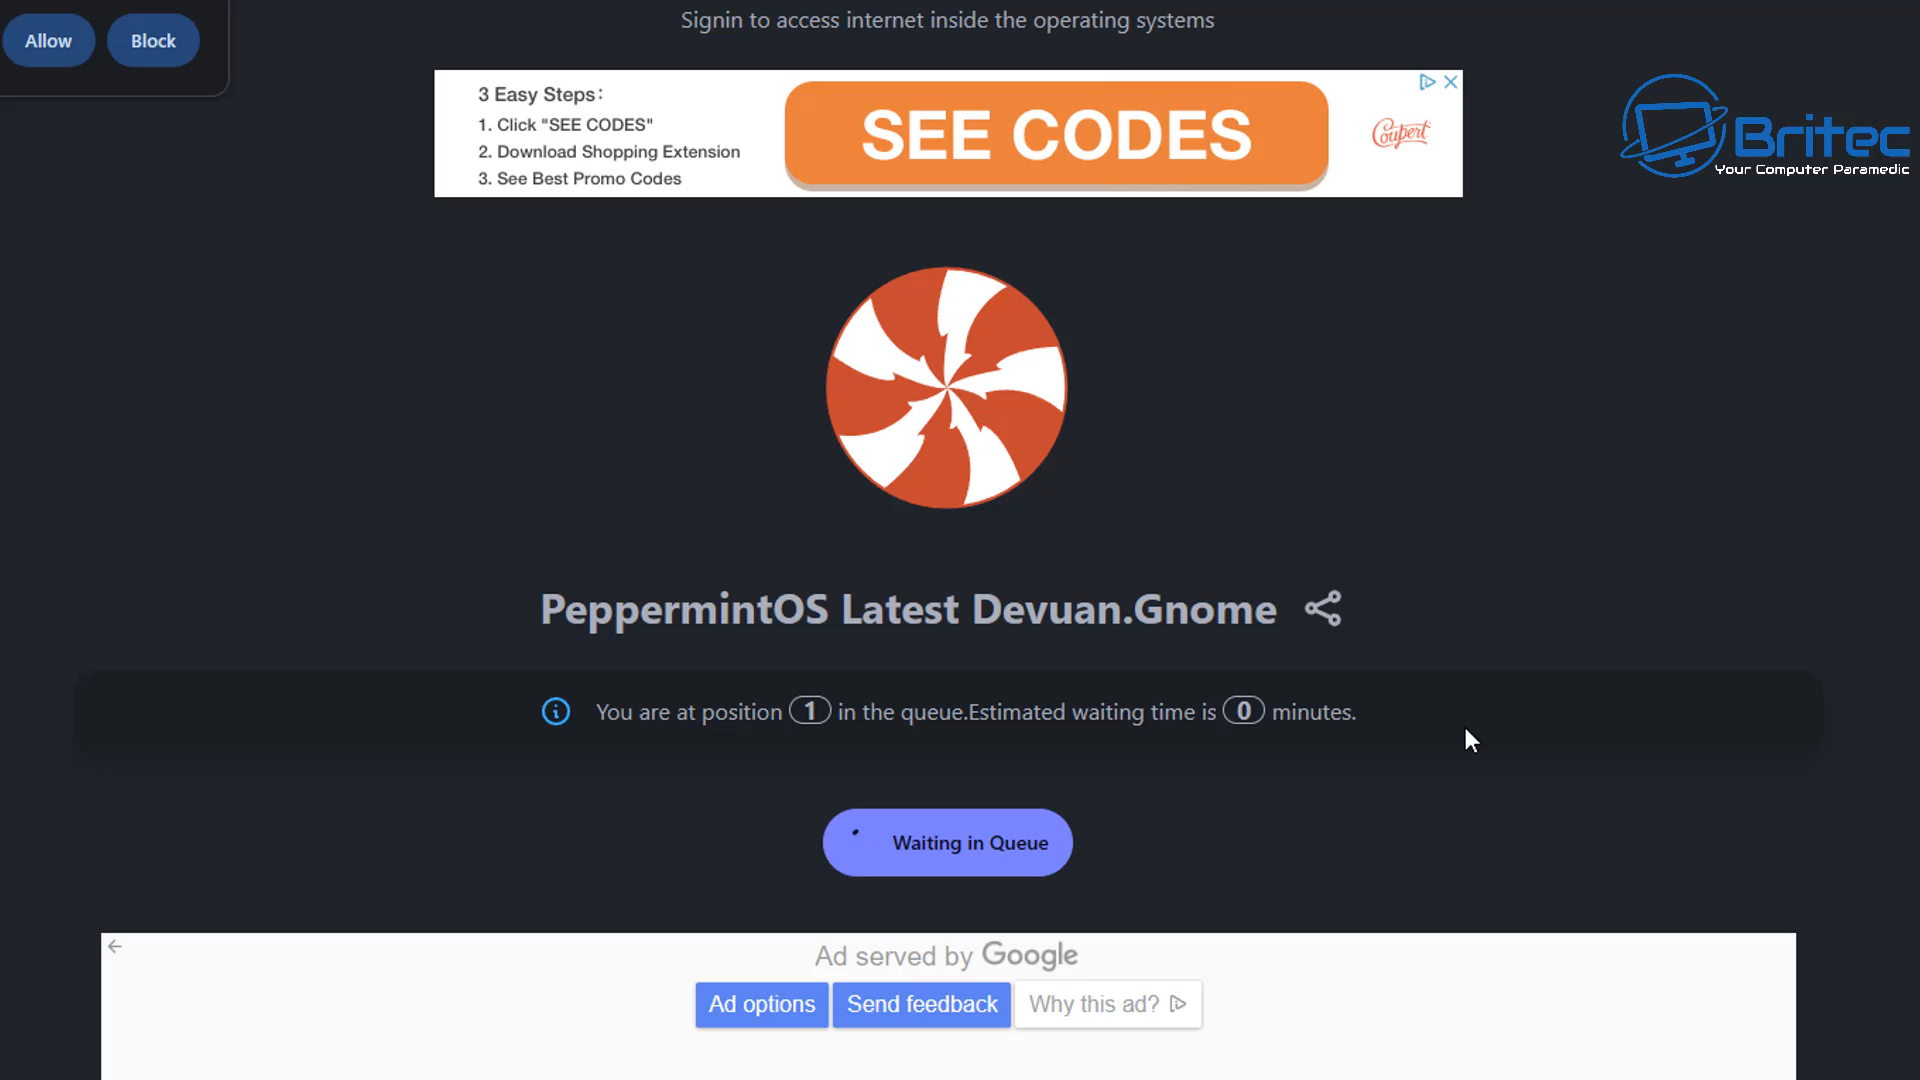 Signin to access internet inside the operating systems
Allow
Block
3 Easy Steps:
1. Click "SEE CODES"
2. Download Shopping Extension
3. See Best Promo Codes
SEE CODES
Coupert
Britec
Your Computer Paramedic
PeppermintOS Latest Devuan.Gnome
You are at position 1 in the queue.Estimated waiting time is 0 minutes.
Waiting in Queue
Ad served by Google
Ad options
Send feedback
Why this ad?